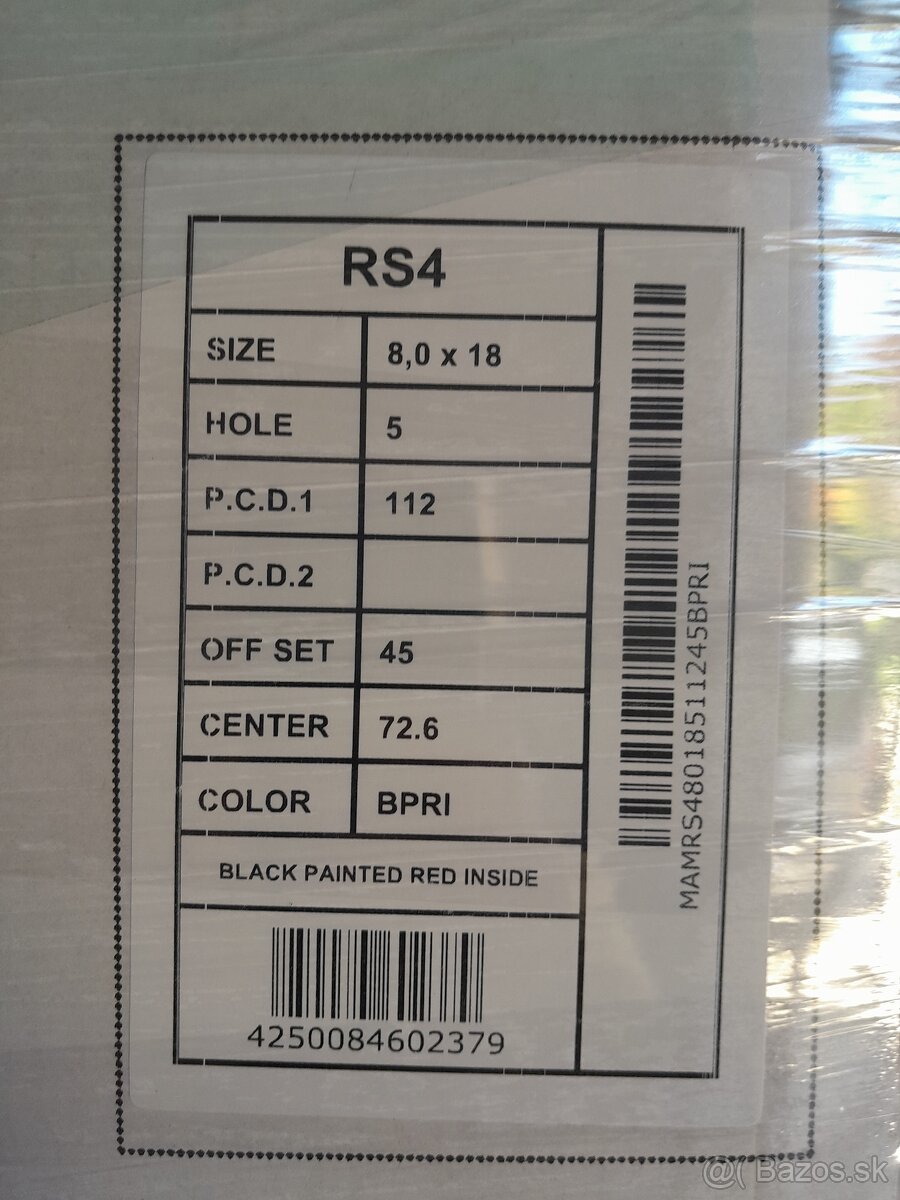 RS4
SIZE 8,0 x 18
HOLE 5
P.C.D.1 112
P.C.D.2
OFF SET 45
CENTER 72.6
COLOR BPRI
BLACK PAINTED RED INSIDE
4250084602379
MAMRS48018511245BPRI
@( Bazos.sk